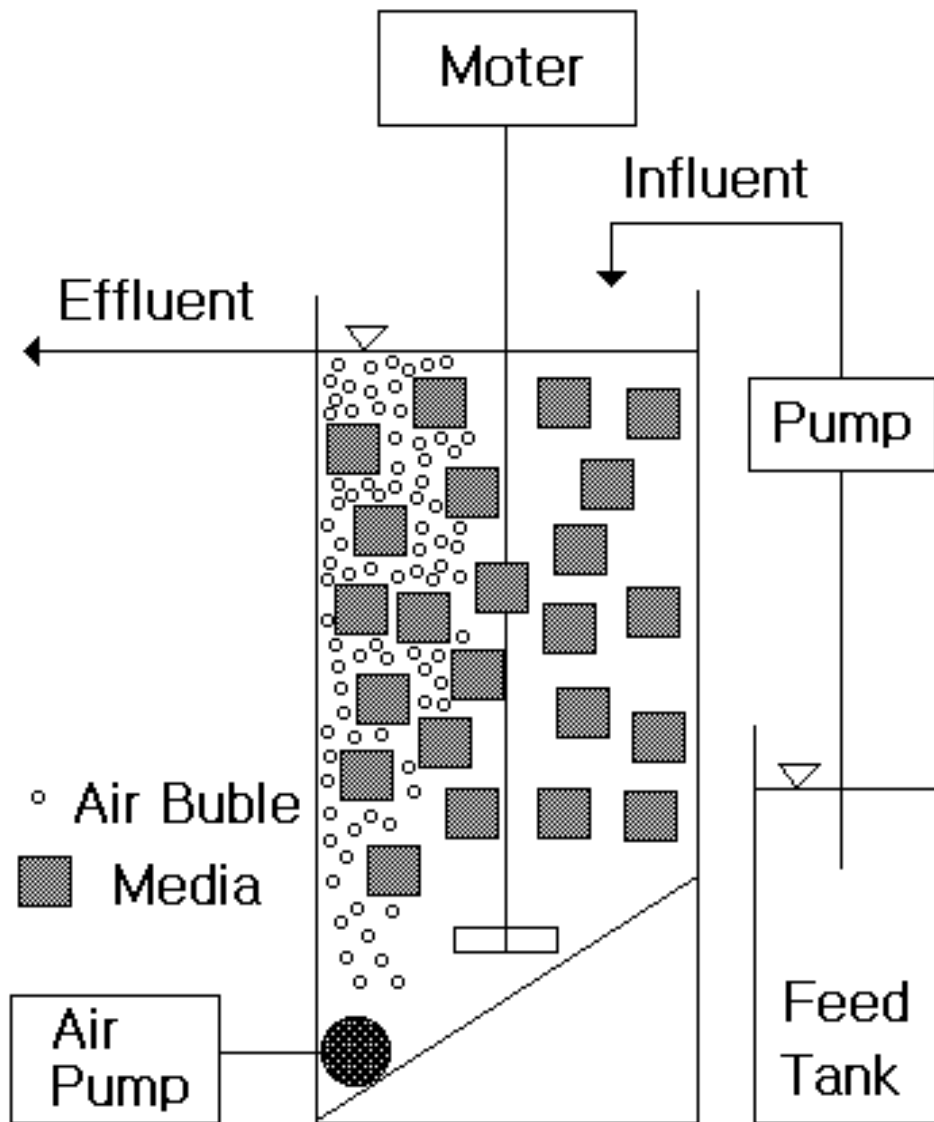 Moter
Influent
Effluent
Pump
Air Buble
Media
Air
Pump
Feed
Tank